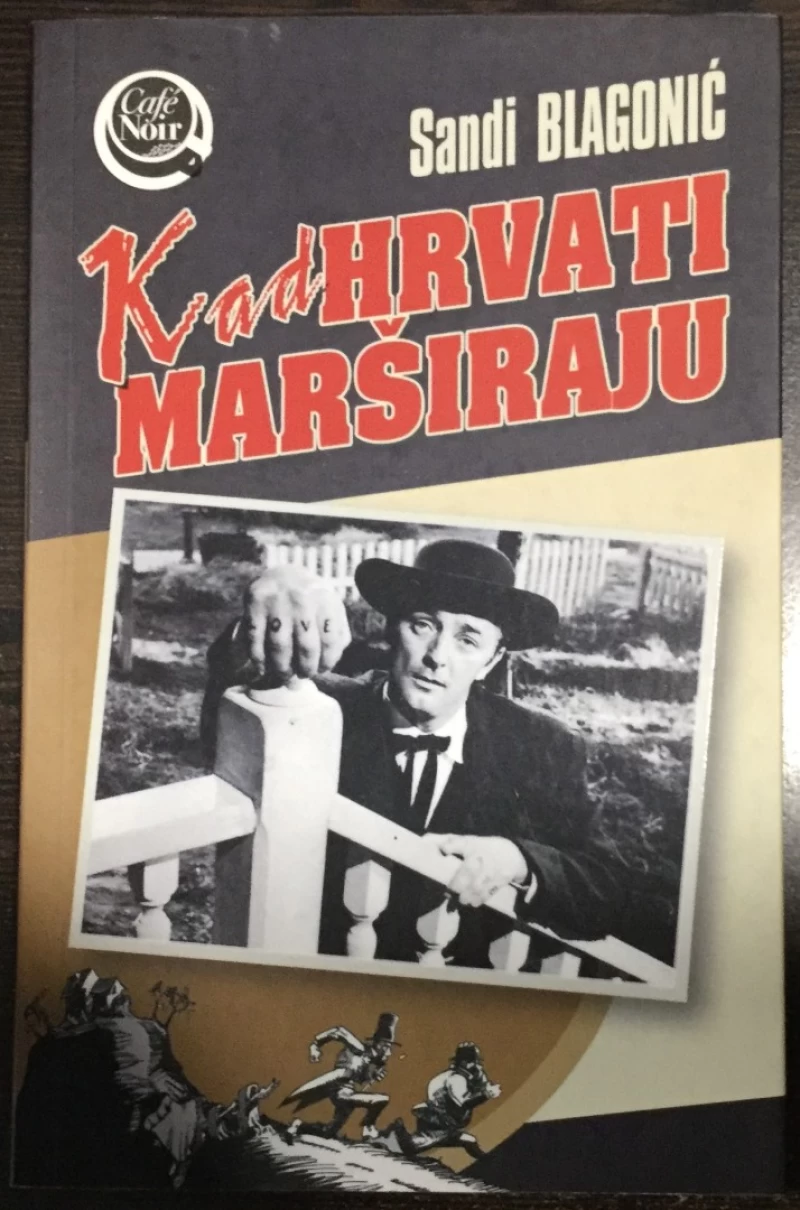 Café
Noir
Sandi BLAGONIĆ
Kad HRVATI
MARŠIRAJU
LOVE